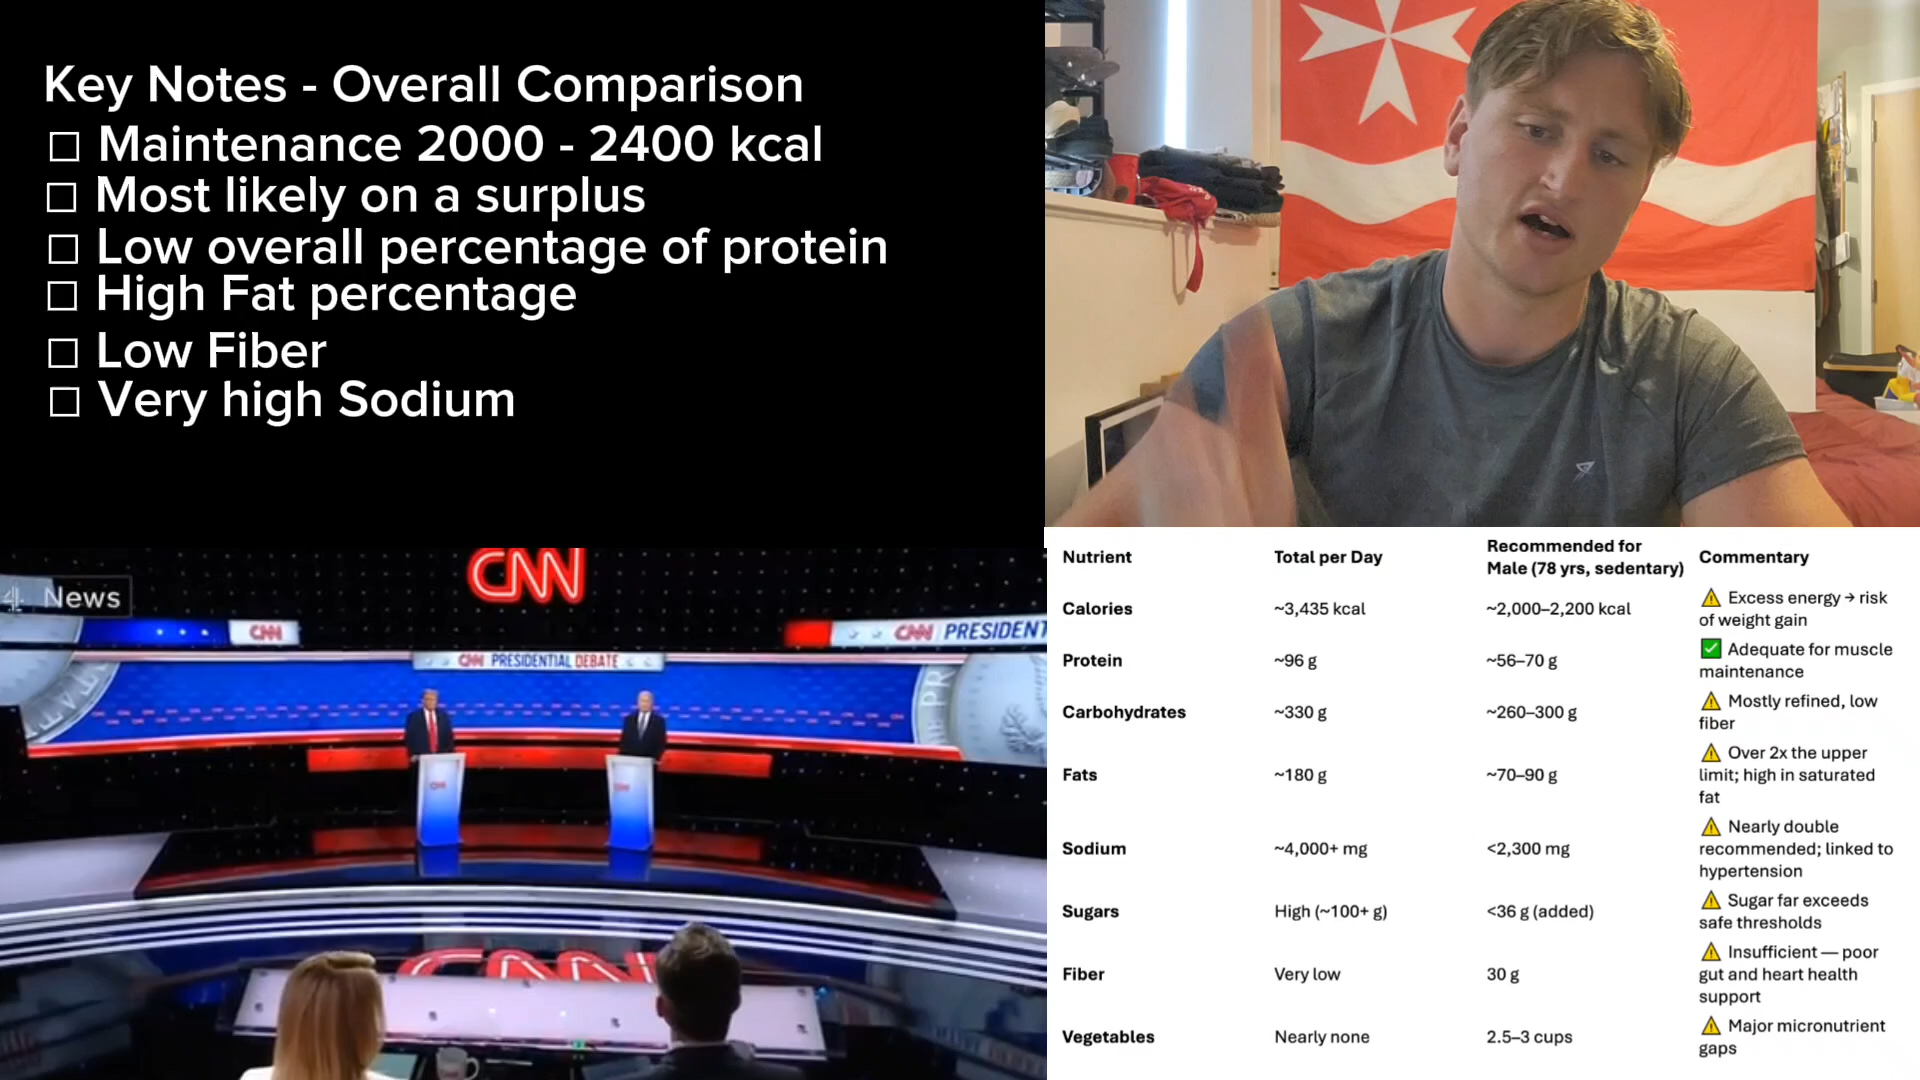 Key Notes - Overall Comparison
☐ Maintenance 2000 - 2400 kcal
☐ Most likely on a surplus
☐ Low overall percentage of protein
☐ High Fat percentage
☐ Low Fiber
☐ Very high Sodium
CNN
4 News
CNN
CNN PRESIDENT
CNN PRESIDENTIAL DEBATE
CNN
CNN
CNN
Nutrient Total per Day Recommended for Male (78 yrs, sedentary) Commentary
Calories ~3,435 kcal ~2,000–2,200 kcal ⚠️ Excess energy → risk
of weight gain
Protein ~96 g ~56–70 g ✅ Adequate for muscle
maintenance
Carbohydrates ~330 g ~260–300 g ⚠️ Mostly refined, low
fiber
Fats ~180 g ~70–90 g ⚠️ Over 2x the upper
limit; high in saturated
fat
Sodium ~4,000+ mg <2,300 mg ⚠️ Nearly double
recommended; linked to
hypertension
Sugars High (~100+ g) <36 g (added) ⚠️ Sugar far exceeds
safe thresholds
Fiber Very low 30 g ⚠️ Insufficient — poor
gut and heart health
support
Vegetables Nearly none 2.5–3 cups ⚠️ Major micronutrient
gaps